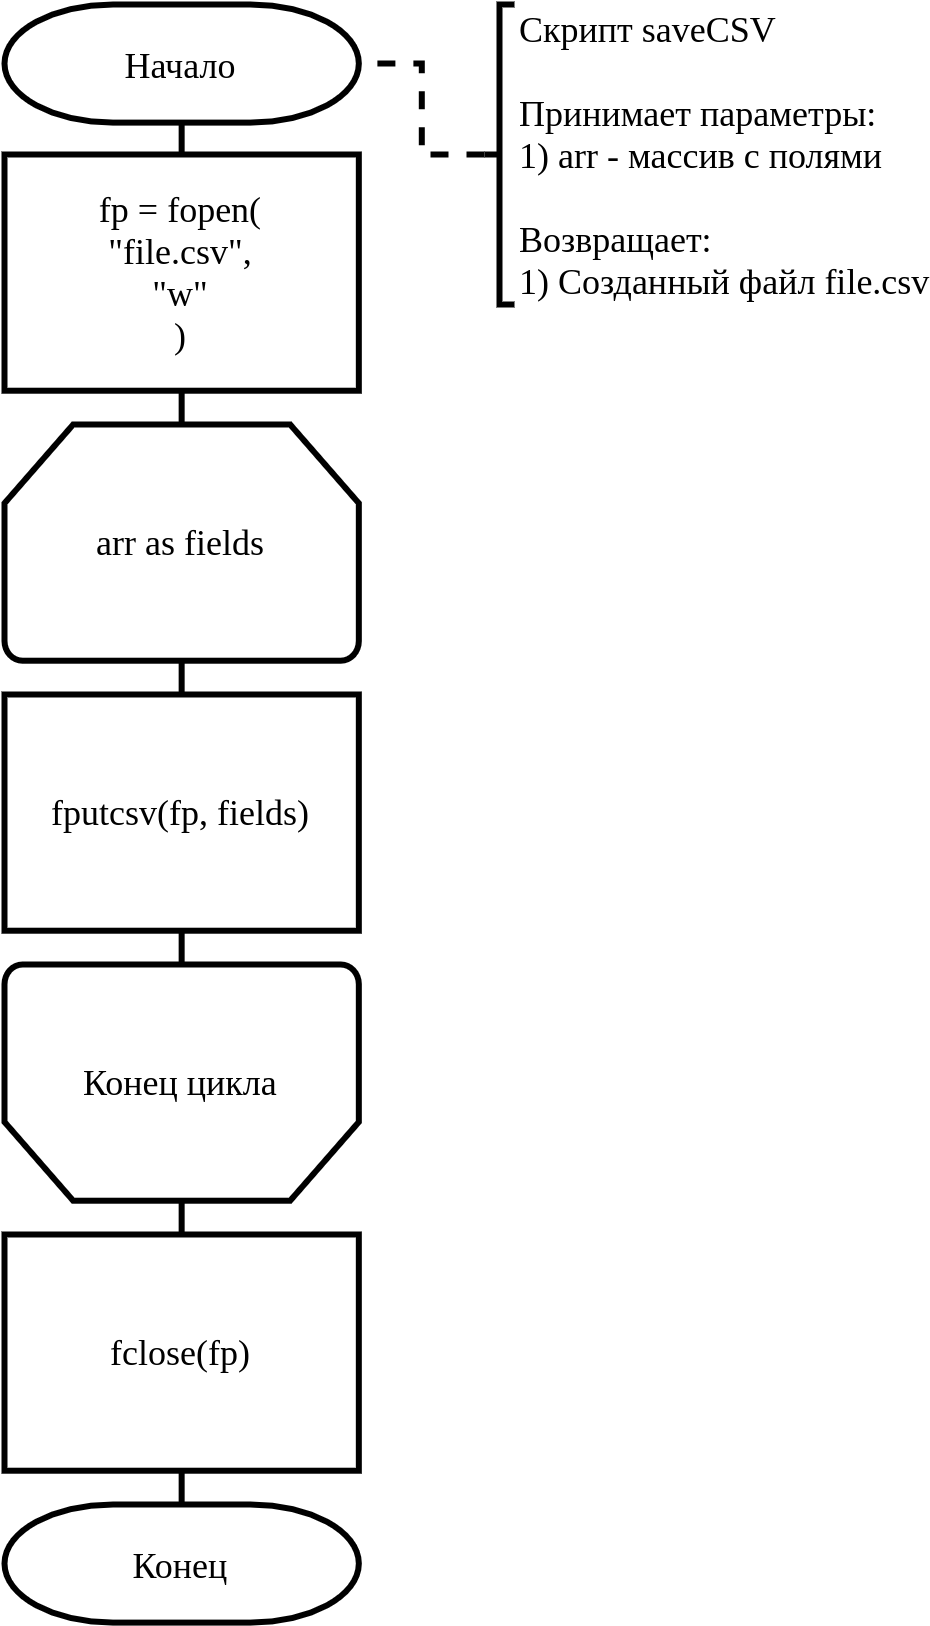 Начало
Скрипт saveCSV
Принимает параметры:
1) arr - массив с полями
Возвращает:
1) Созданный файл file.csv
fp = fopen(
"file.csv",
"w"
)
arr as fields
fputcsv(fp, fields)
Конец цикла
fclose(fp)
Конец